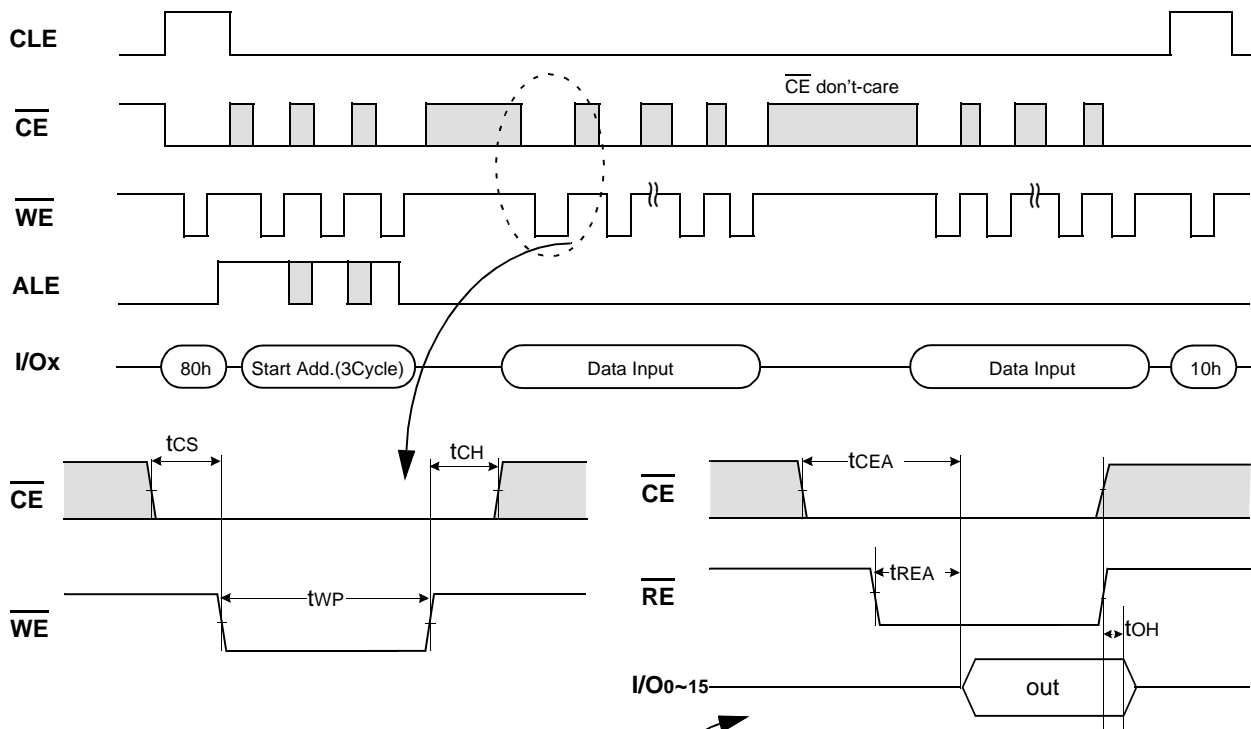 CLE
CE don't-care
CE
WE
ALE
I/Ox
80h
Start Add.(3Cycle)
Data Input
Data Input
10h
tCS
tCH
CE
tWP
WE
tCEA
CE
tREA
RE
tOH
I/O0~15
out